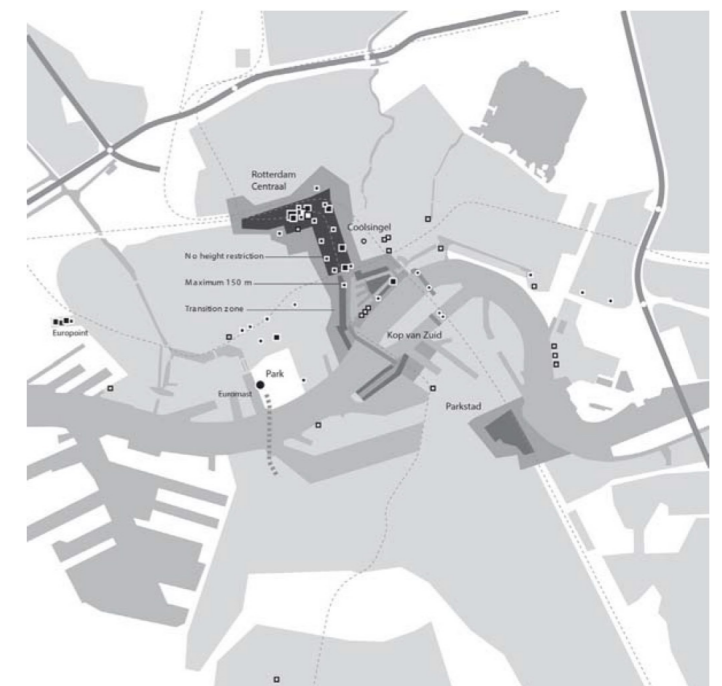 Rotterdam
Centraal
Coolsingel
No height restriction
Maximum 150 m
Transition zone
Europoint
Kop van Zuid
Park
Euromast
Parkstad